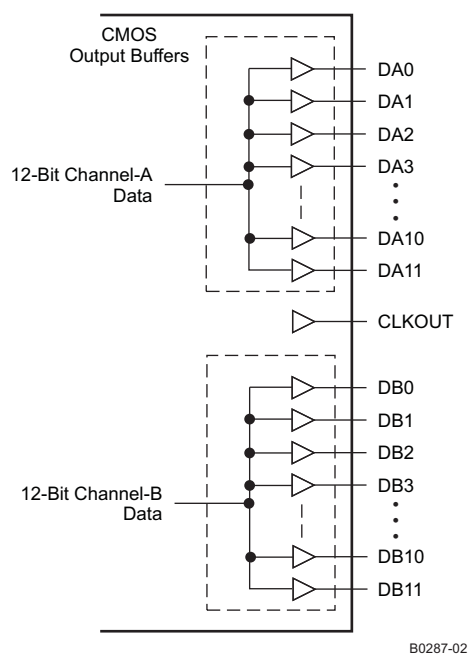 CMOS
Output Buffers
DA0
DA1
DA2
12-Bit Channel-A
Data
DA3
DA10
DA11
CLKOUT
DB0
DB1
DB2
12-Bit Channel-B
Data
DB3
DB10
DB11
B0287-02